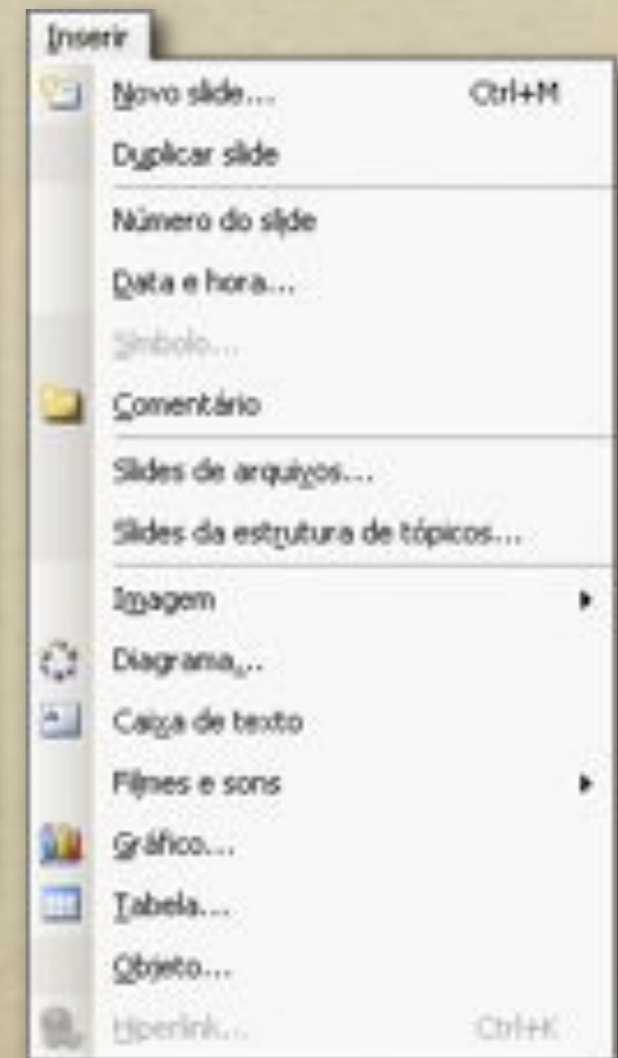 Inserir
Novo slide... Ctrl+M
Duplicar slide
Número do slide
Data e hora...
Símbolo...
Comentário
Slides de arquivos...
Slides da estrutura de tópicos...
Imagem
Diagrama...
Caixa de texto
Filmes e sons
Gráfico...
Tabela...
Objeto...
Hiperlink... Ctrl+K